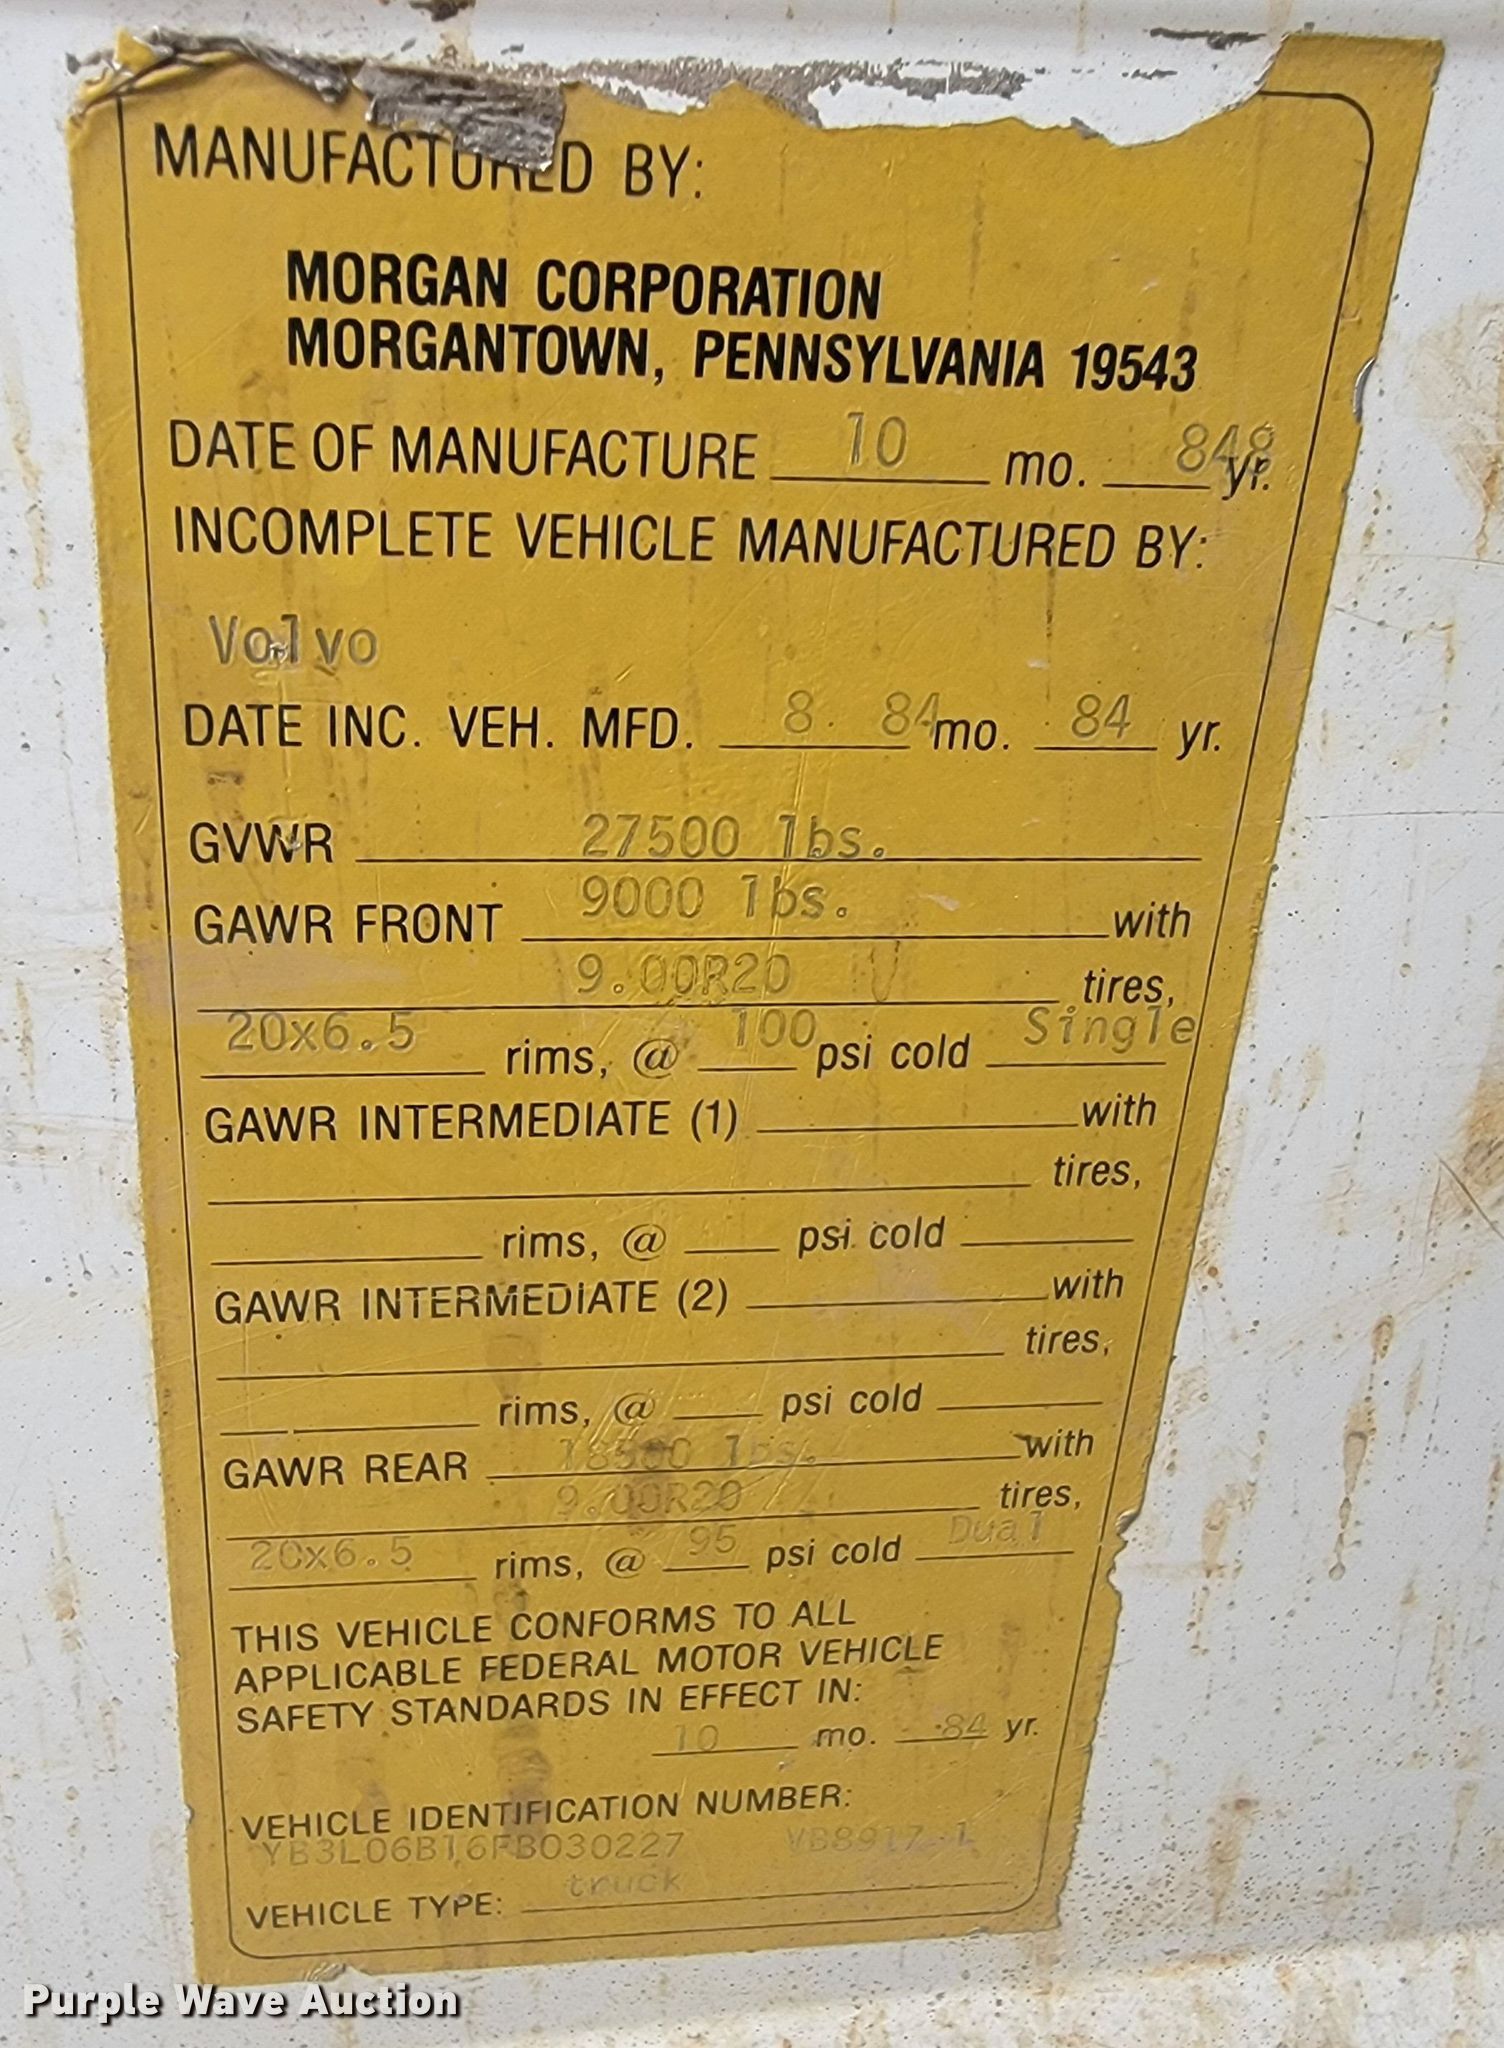 MANUFACTURED BY:
MORGAN CORPORATION
MORGANTOWN, PENNSYLVANIA 19543
DATE OF MANUFACTURE 10 mo. 848 yr.
INCOMPLETE VEHICLE MANUFACTURED BY:
Volvo
DATE INC. VEH. MFD. 8. 84 mo. 84 yr.
GVWR 27500 lbs.
GAWR FRONT 9000 lbs. with
9.00R20 tires,
20x6.5 rims, @ 100 psi cold Single
GAWR INTERMEDIATE (1) with
tires,
rims, @ psi cold
GAWR INTERMEDIATE (2) with
tires,
rims, @ psi cold
GAWR REAR 18500 lbs. with
9.00R20 tires,
20x6.5 rims, @ 95 psi cold Dual
THIS VEHICLE CONFORMS TO ALL
APPLICABLE FEDERAL MOTOR VEHICLE
SAFETY STANDARDS IN EFFECT IN:
10 mo. 84 yr.
VEHICLE IDENTIFICATION NUMBER:
YB3L06B16FB030227
VEHICLE TYPE: truck
Purple Wave Auction